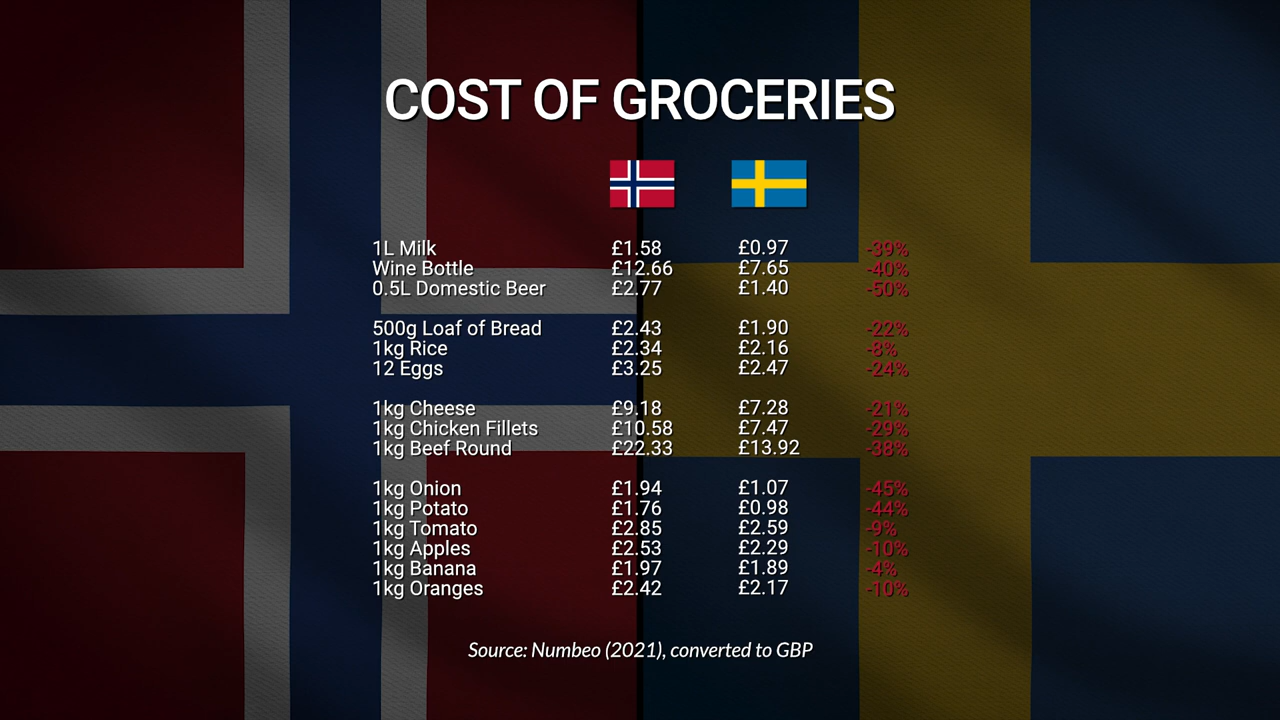 COST OF GROCERIES
1L Milk £1.58 £0.97 -39%
Wine Bottle £12.66 £7.65 -40%
0.5L Domestic Beer £2.77 £1.40 -50%
500g Loaf of Bread £2.43 £1.90 -22%
1kg Rice £2.34 £2.16 -8%
12 Eggs £3.25 £2.47 -24%
1kg Cheese £9.18 £7.28 -21%
1kg Chicken Fillets £10.58 £7.47 -29%
1kg Beef Round £22.33 £13.92 -38%
1kg Onion £1.94 £1.07 -45%
1kg Potato £1.76 £0.98 -44%
1kg Tomato £2.85 £2.59 -9%
1kg Apples £2.53 £2.29 -10%
1kg Banana £1.97 £1.89 -4%
1kg Oranges £2.42 £2.17 -10%
Source: Numbeo (2021), converted to GBP